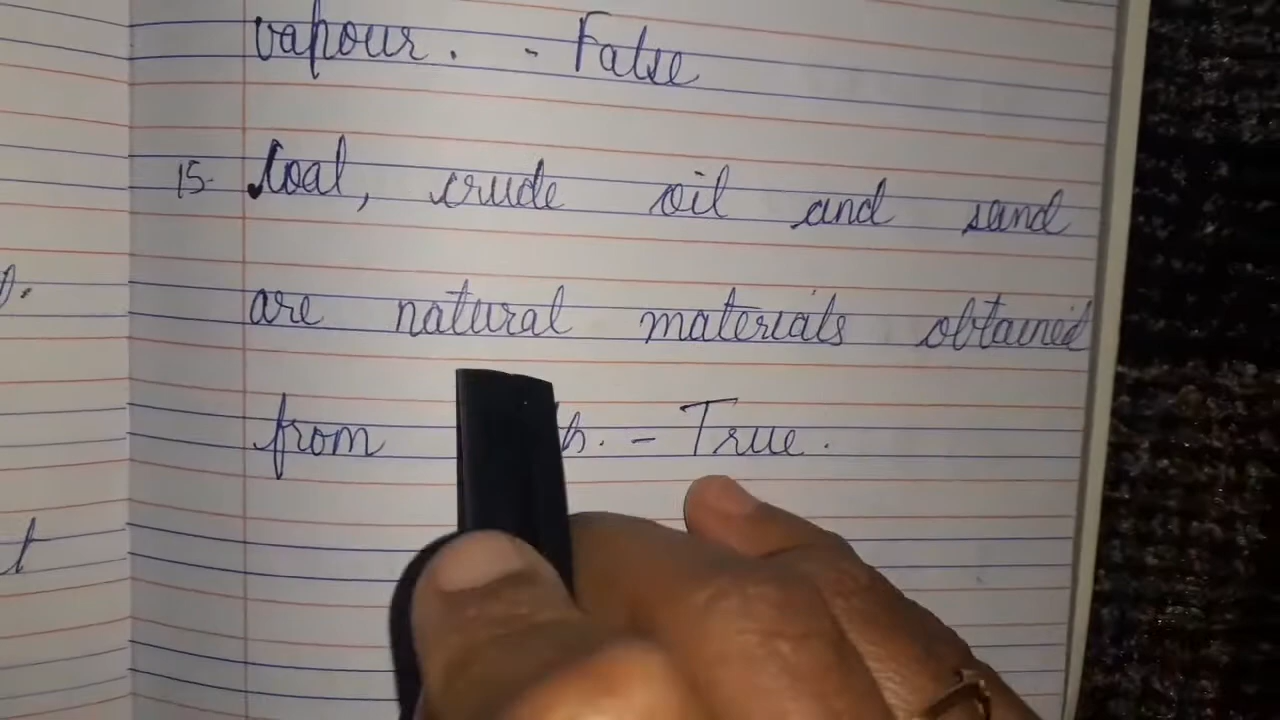 vapour. - False
15- Coal, crude oil and sand
are natural materials obtained
from - True.